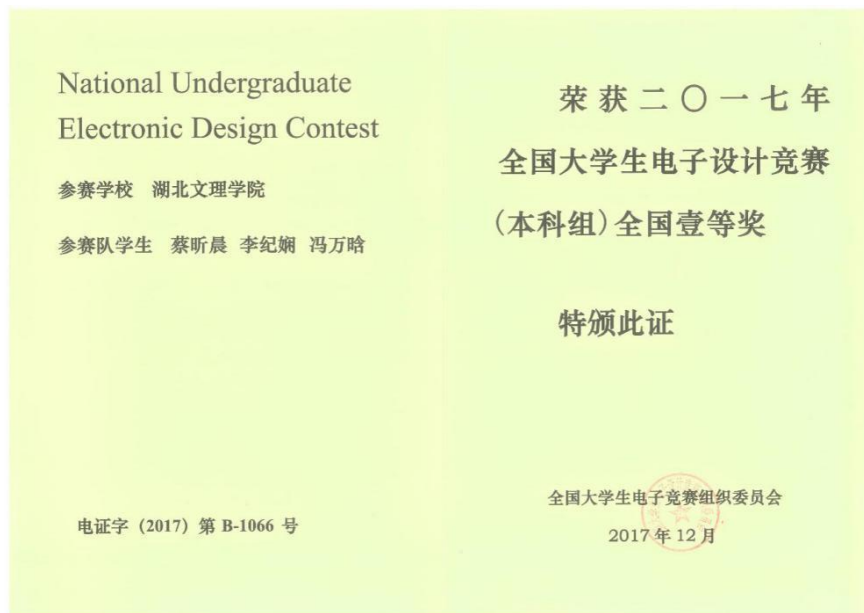 National Undergraduate
Electronic Design Contest
参赛学校 湖北文理学院
参赛队学生 蔡昕晨 李纪娴 冯万晗
电证字（2017）第 B-1066 号
荣获二〇一七年
全国大学生电子设计竞赛
（本科组）全国壹等奖
特颁此证
全国大学生电子竞赛组织委员会
2017 年 12 月